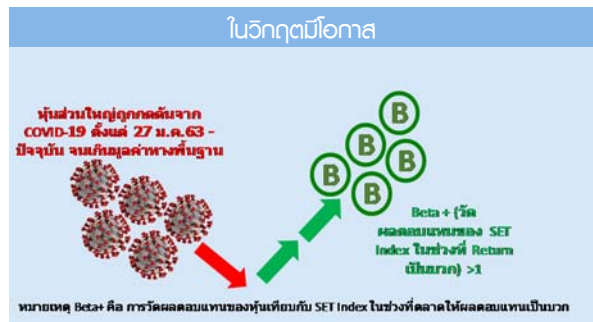 ในวิกฤตมีโอกาส
หุ้นส่วนใหญ่ถูกกดดันจาก
COVID-19 ตั้งแต่ 27 ม.ค.63 -
ปัจจุบัน จนเกินมูลค่าทางพื้นฐาน
B
B
B
B
B
Beta + (วัด
ผลตอบแทนของ SET
Index ในช่วงที่ Return
เป็นบวก) >1
หมายเหตุ Beta+ คือ การวัดผลตอบแทนของหุ้นเทียบกับ SET Index ในช่วงที่ตลาดให้ผลตอบแทนเป็นบวก